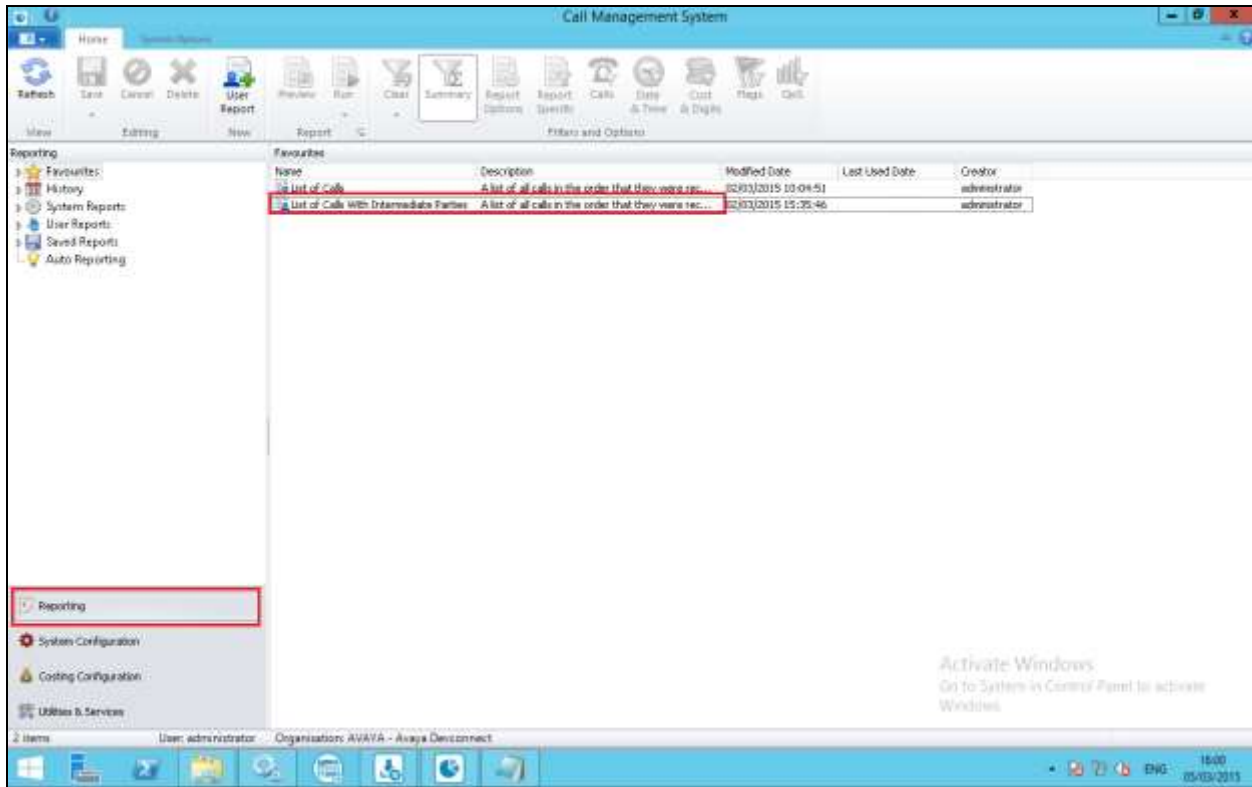 Call Management System
Home System Options
Refresh Save Cancel Delete User Report Preview Run Clear Summary Report Options Report Specific Calls Date & Time Cost & Digits Flags QoS
View Editing New Report Filters and Options
Reporting
Favourites
History
System Reports
User Reports
Saved Reports
Auto Reporting
Favourites
Name Description Modified Date Last Used Date Creator
List of Calls A list of all calls in the order that they were rec... 02/03/2015 10:04:51 administrator
List of Calls With Intermediate Parties A list of all calls in the order that they were rec... 02/03/2015 15:35:46 administrator
Reporting
System Configuration
Costing Configuration
Utilities & Services
Activate Windows
Go to System in Control Panel to activate
Windows.
2 items User: administrator Organisation: AVAYA - Avaya Devconnect
ENG 16:00
05/03/2015